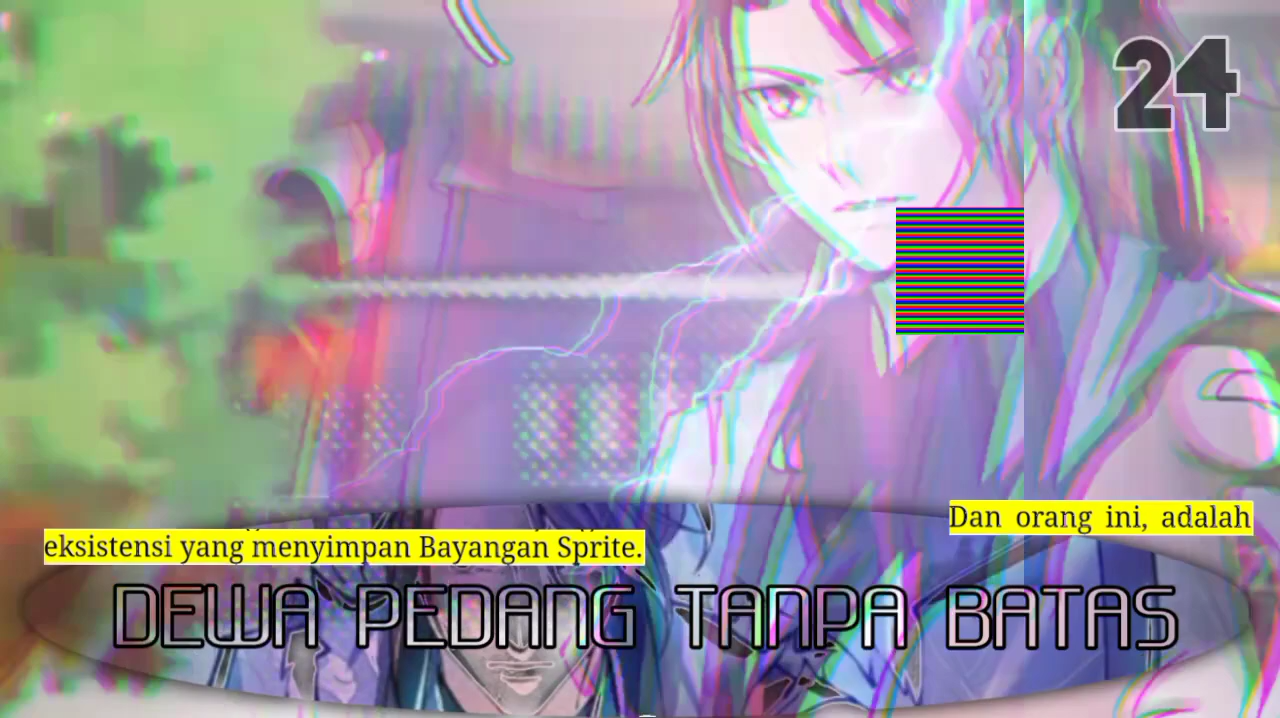 24
Dan orang ini, adalah
eksistensi yang menyimpan Bayangan Sprite.
DEWA PEDANG TANPA BATAS